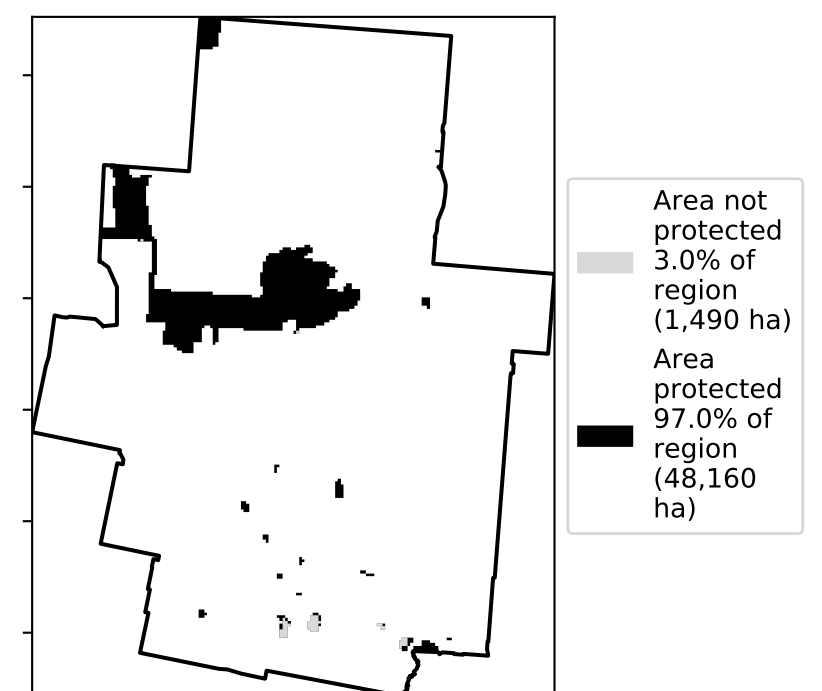 Area not
protected
3.0% of
region
(1,490 ha)
Area
protected
97.0% of
region
(48,160
ha)